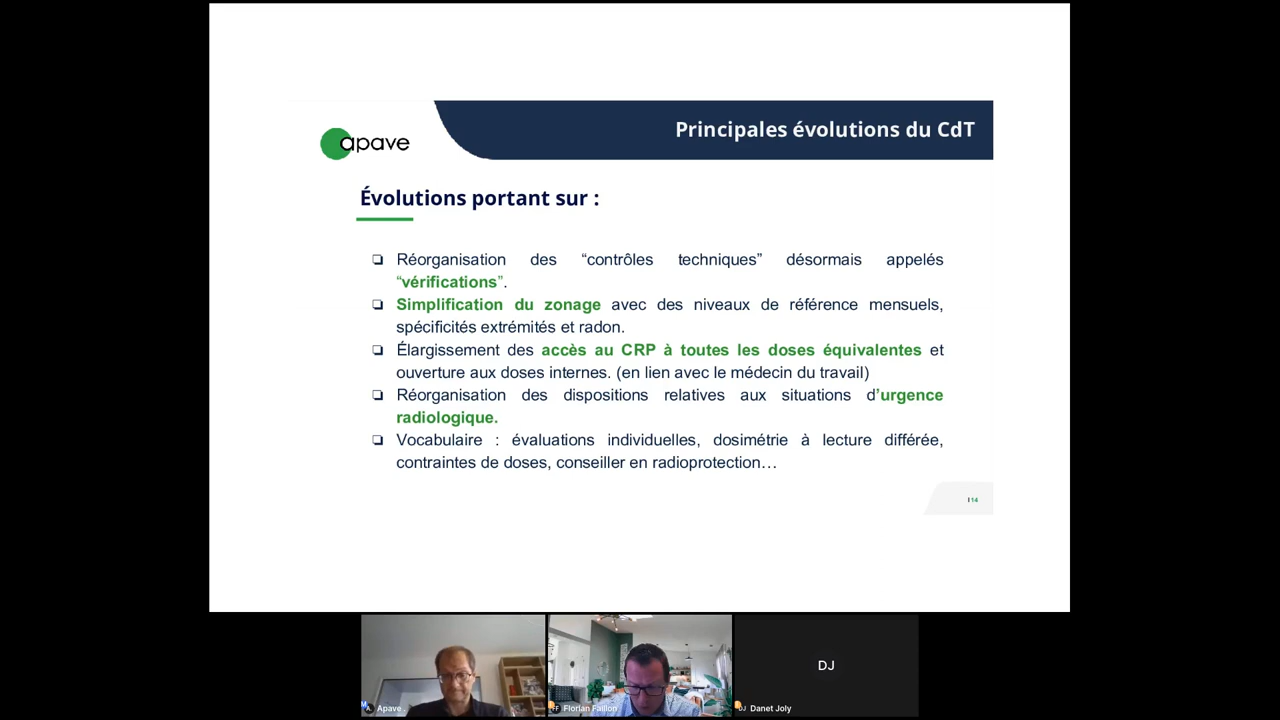 apave
Principales évolutions du CdT
Évolutions portant sur :
❏ Réorganisation des “contrôles techniques” désormais appelés
“vérifications”.
❏ Simplification du zonage avec des niveaux de référence mensuels,
spécificités extrémités et radon.
❏ Élargissement des accès au CRP à toutes les doses équivalentes et
ouverture aux doses internes. (en lien avec le médecin du travail)
❏ Réorganisation des dispositions relatives aux situations d’urgence
radiologique.
❏ Vocabulaire : évaluations individuelles, dosimétrie à lecture différée,
contraintes de doses, conseiller en radioprotection…
14
DJ
Apave .
FF Florian Faillon
DJ Danet Joly